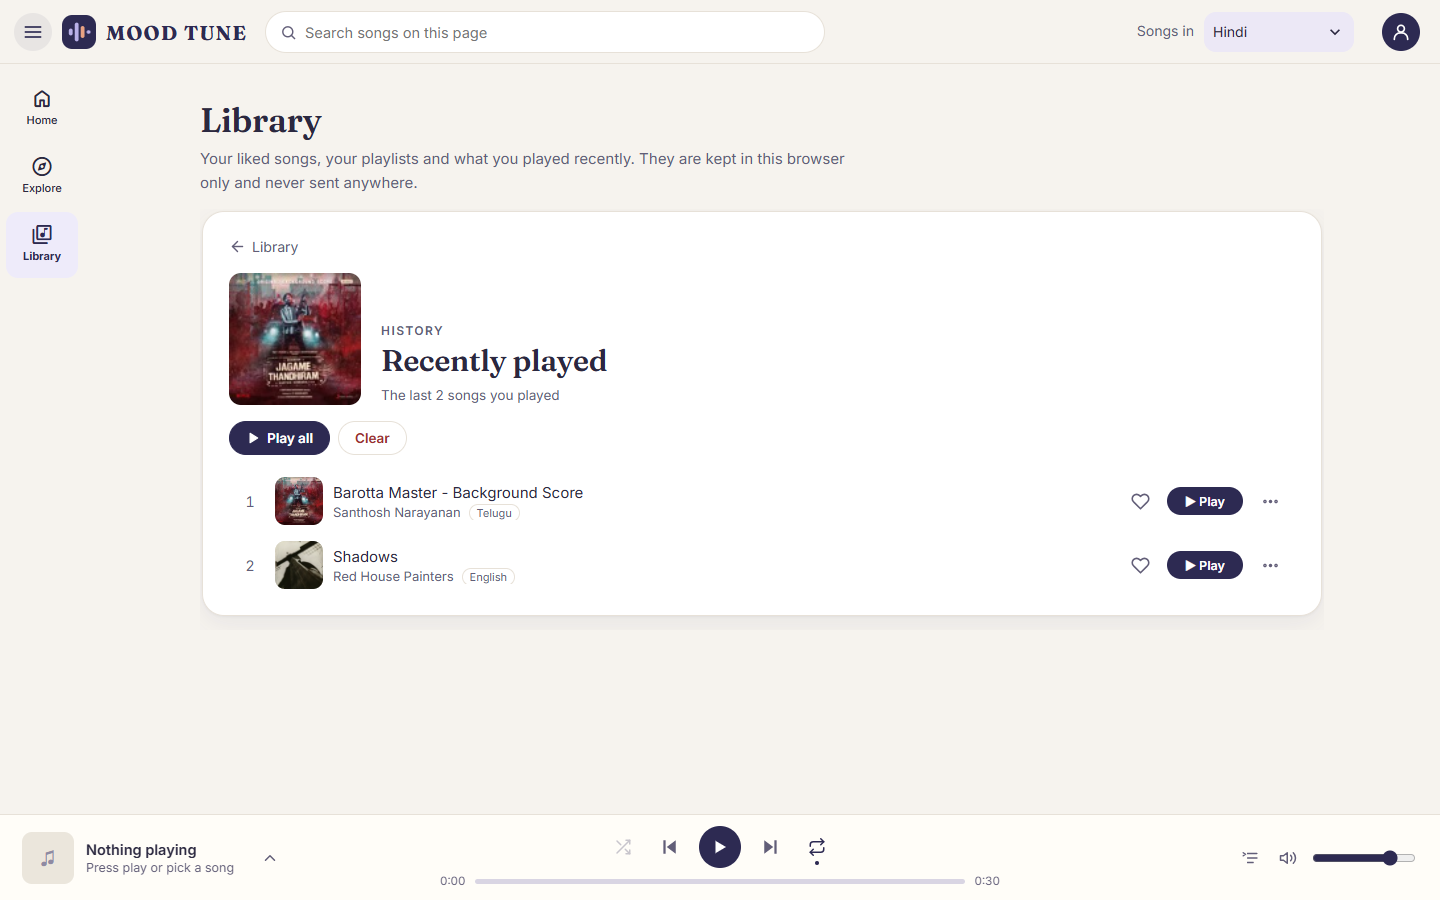 MOOD TUNE
Search songs on this page
Songs in
Hindi
Home
Explore
Library
Library
Your liked songs, your playlists and what you played recently. They are kept in this browser
only and never sent anywhere.
Library
JAGAME
THANDHIRAM
HISTORY
Recently played
The last 2 songs you played
Play all
Clear
1
Barotta Master - Background Score
Santhosh Narayanan
Telugu
Play
2
Shadows
Red House Painters
English
Play
Nothing playing
Press play or pick a song
0:00
0:30